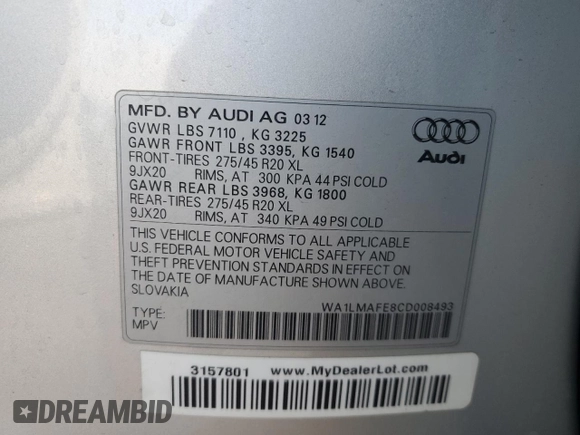 MFD. BY AUDI AG 03 12
GVWR LBS 7110 , KG 3225
GAWR FRONT LBS 3395, KG 1540
FRONT-TIRES 275/45 R20 XL
9JX20 RIMS, AT 300 KPA 44 PSI COLD
GAWR REAR LBS 3968, KG 1800
REAR-TIRES 275/45 R20 XL
9JX20 RIMS, AT 340 KPA 49 PSI COLD
Audi
THIS VEHICLE CONFORMS TO ALL APPLICABLE
U.S. FEDERAL MOTOR VEHICLE SAFETY AND
THEFT PREVENTION STANDARDS IN EFFECT ON
THE DATE OF MANUFACTURE SHOWN ABOVE.
SLOVAKIA
WA1LMAFE8CD008493
TYPE:
MPV
3157801 www.MyDealerLot.com
DREAMBID